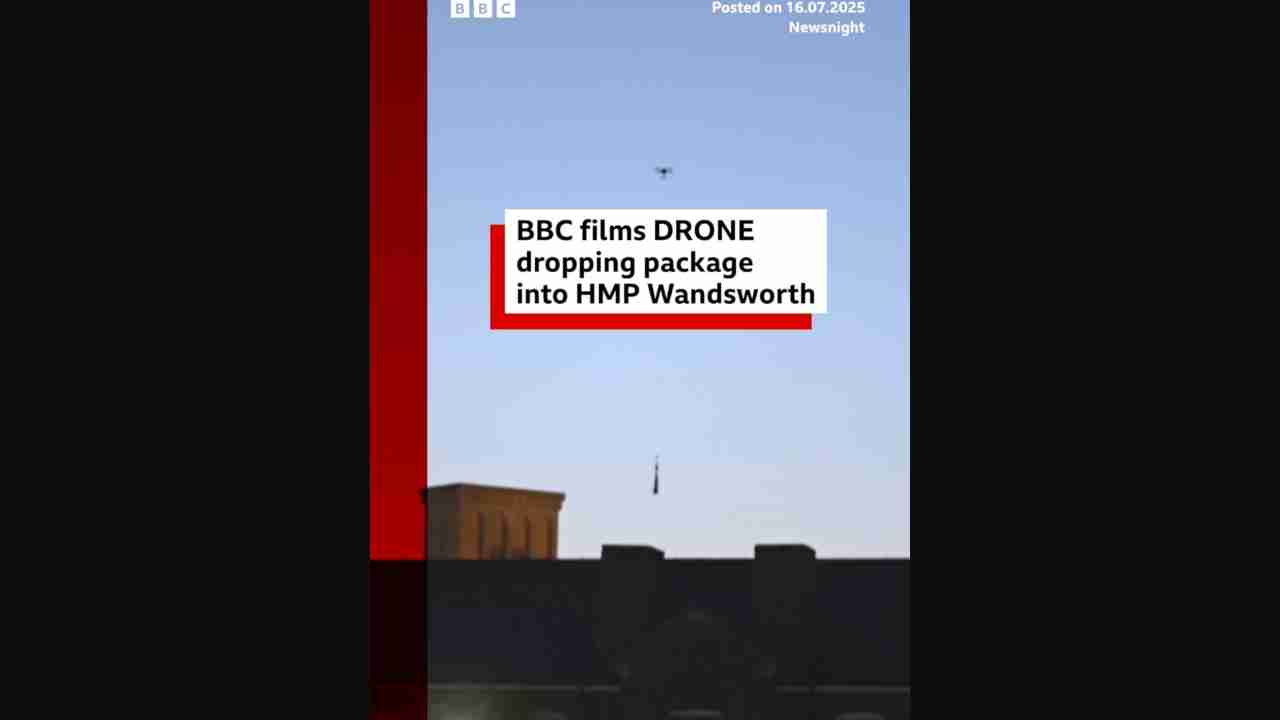 BBC
Posted on 16.07.2025
Newsnight
BBC films DRONE
dropping package
into HMP Wandsworth